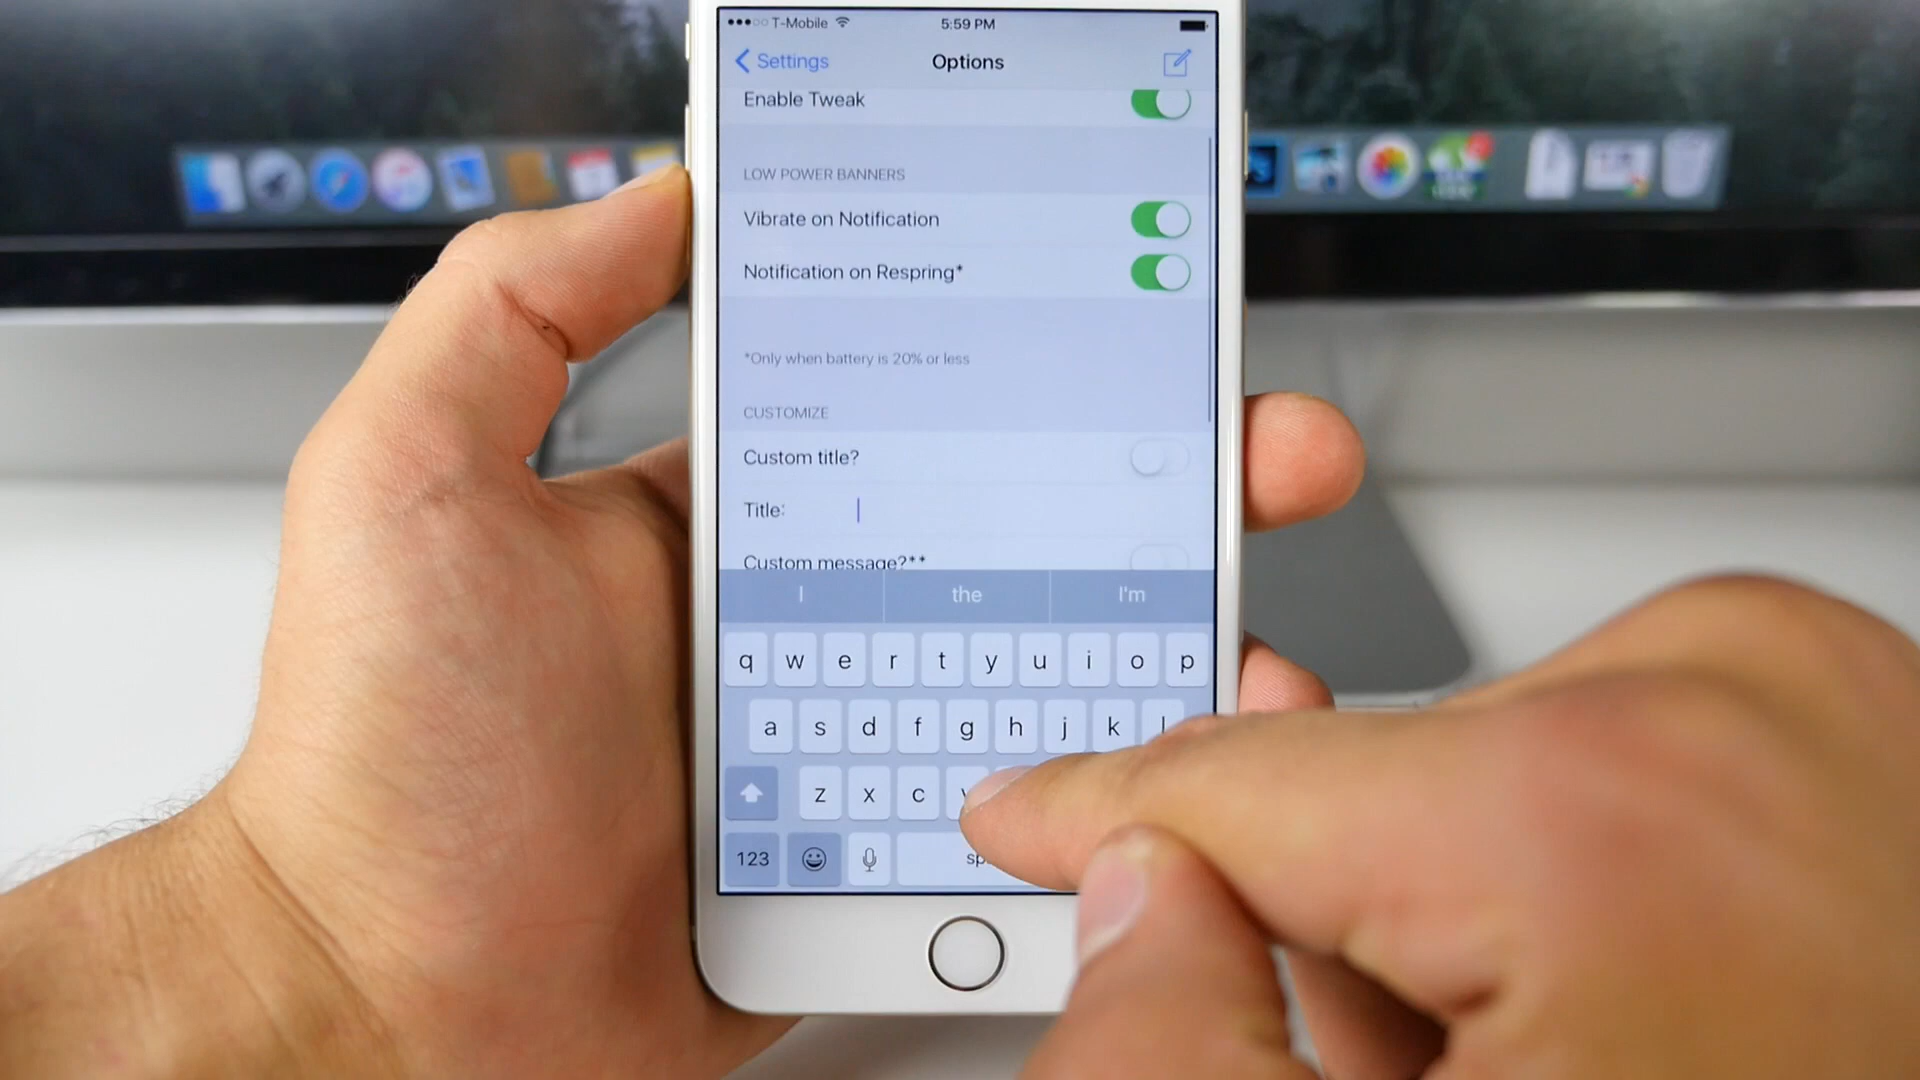 T-Mobile 5:59 PM
Settings Options
Enable Tweak
LOW POWER BANNERS
Vibrate on Notification
Notification on Respring*
*Only when battery is 20% or less
CUSTOMIZE
Custom title?
Title:
Custom message?**
I the I'm
q w e r t y u i o p
a s d f g h j k l
z x c v
123 sp